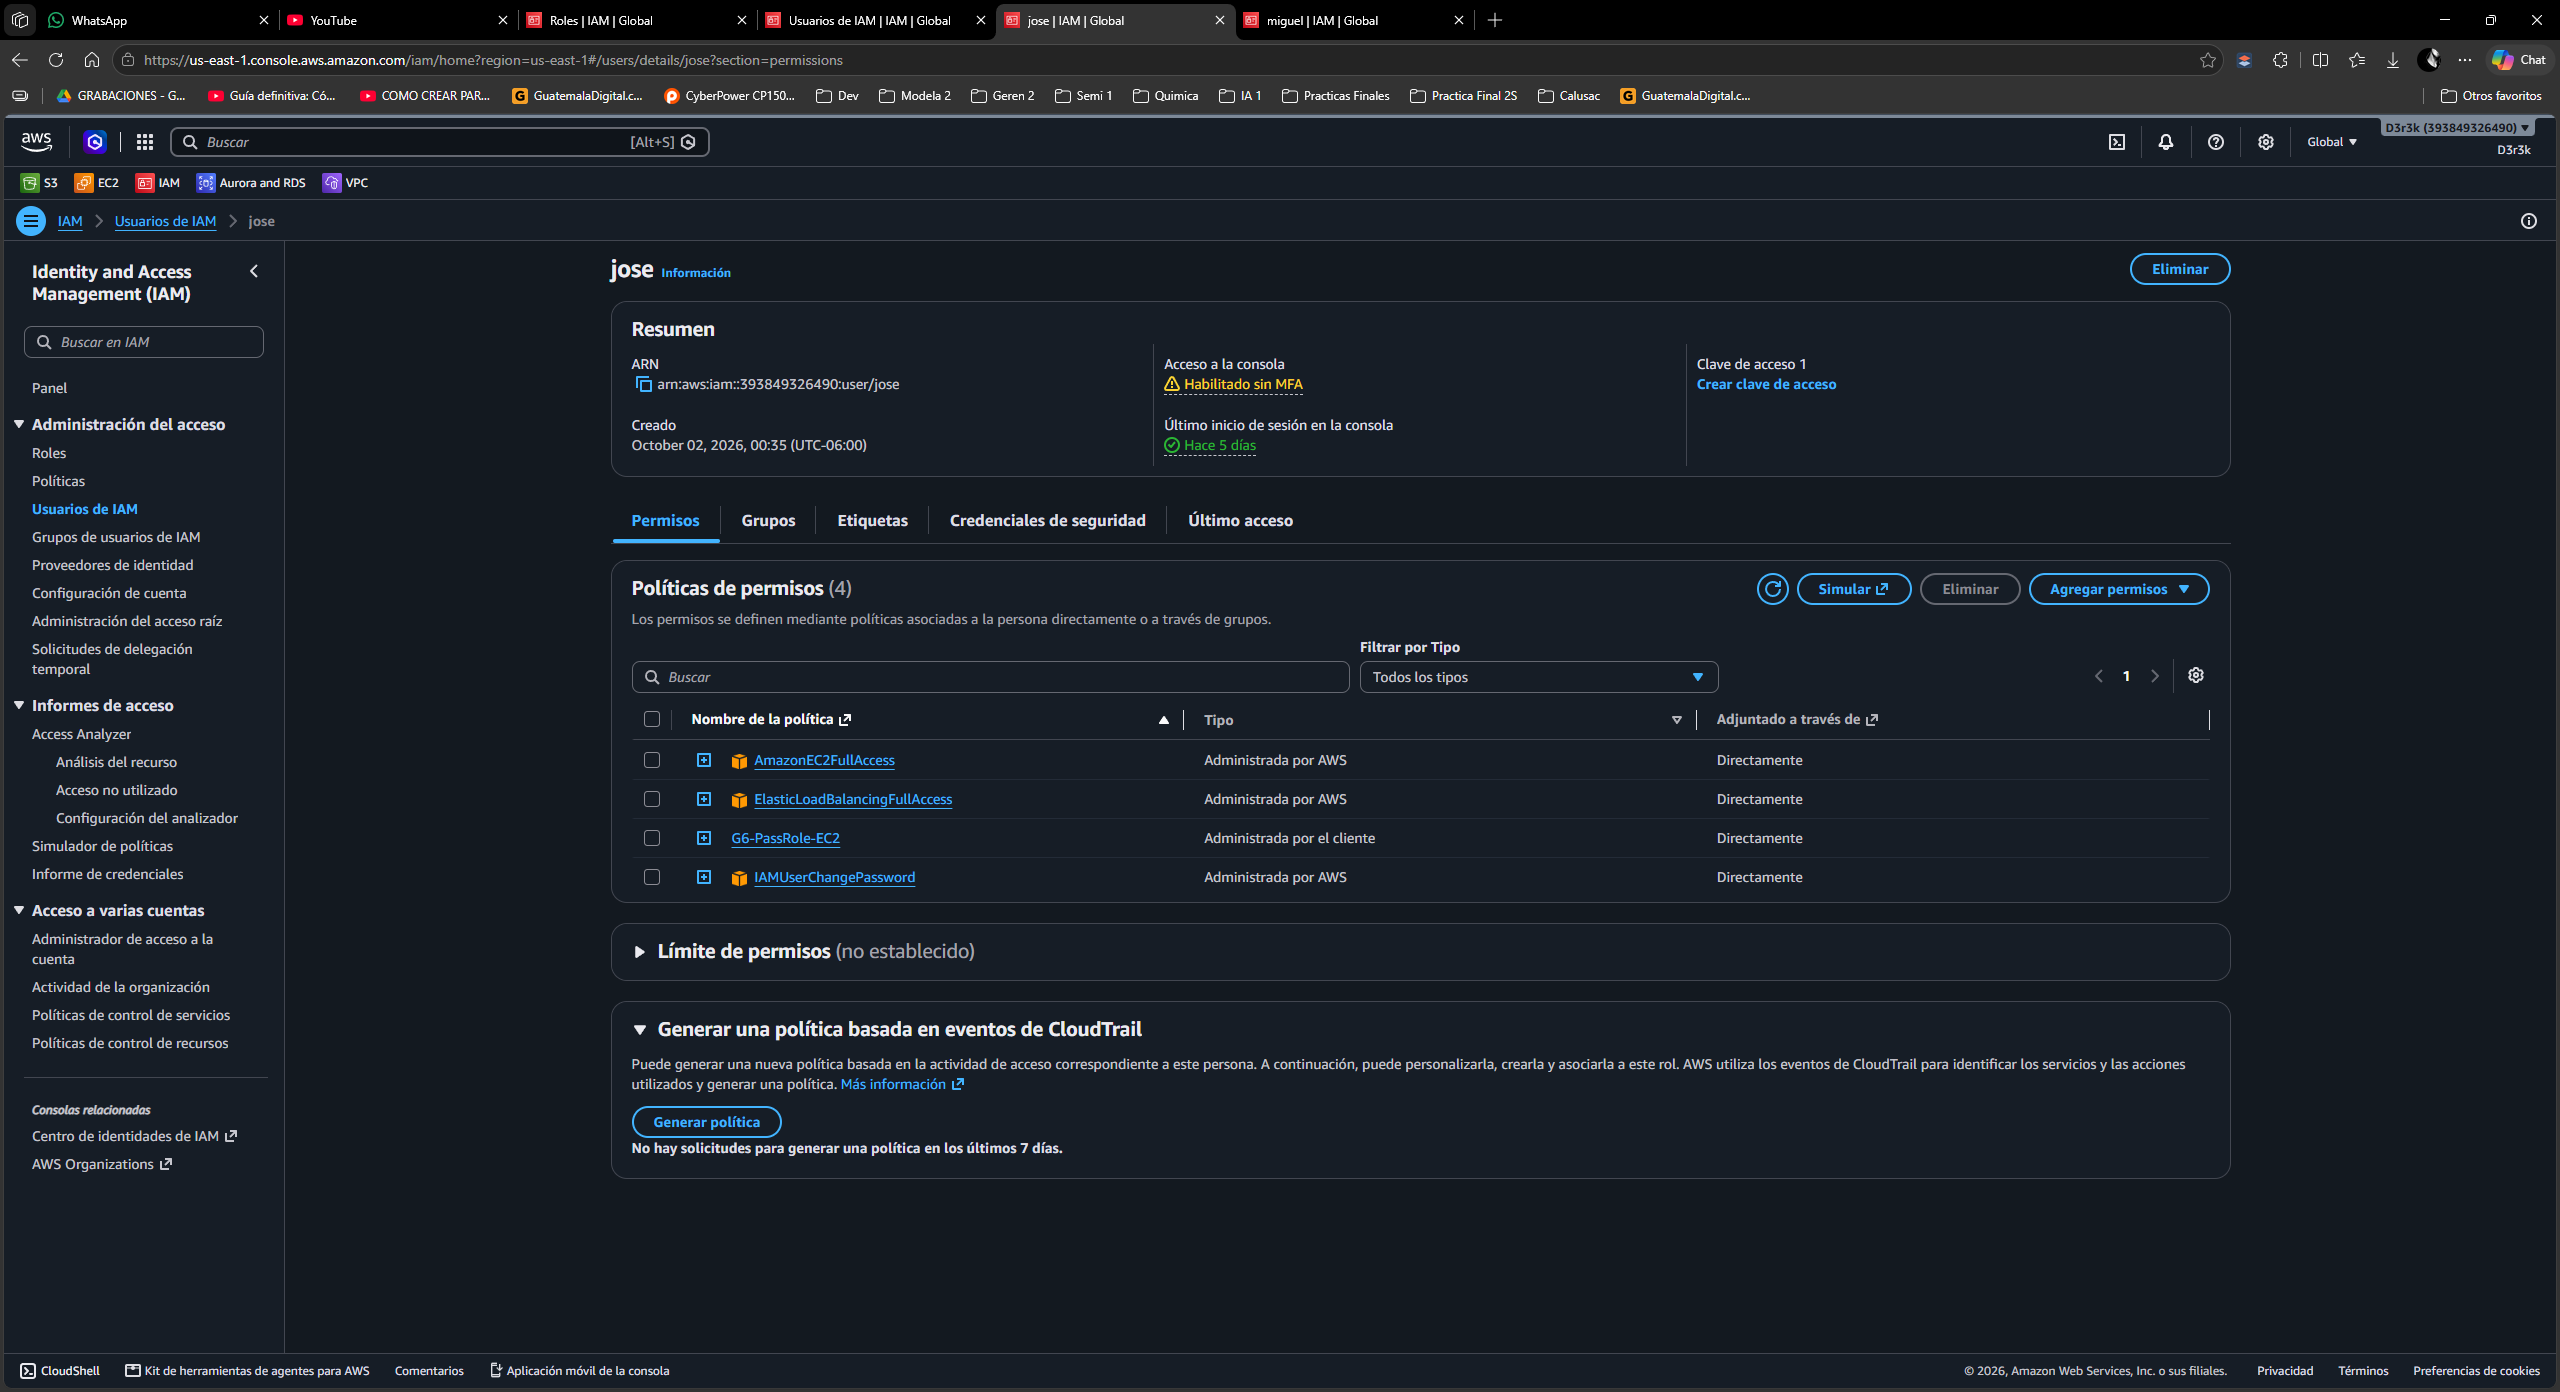 WhatsApp
YouTube
Roles | IAM | Global
Usuarios de IAM | IAM | Global
jose | IAM | Global
miguel | IAM | Global
https://us-east-1.console.aws.amazon.com/iam/home?region=us-east-1#/users/details/jose?section=permissions
Chat
GRABACIONES - G...
Guía definitiva: Có...
COMO CREAR PAR...
GuatemalaDigital.c...
CyberPower CP150...
Dev
Modela 2
Geren 2
Semi 1
Quimica
IA 1
Practicas Finales
Practica Final 2S
Calusac
GuatemalaDigital.c...
Otros favoritos
aws
Buscar
[Alt+S]
Global
D3r3k (393849326490)
D3r3k
S3
EC2
IAM
Aurora and RDS
VPC
IAM
Usuarios de IAM
jose
Identity and Access
Management (IAM)
Buscar en IAM
Panel
Administración del acceso
Roles
Políticas
Usuarios de IAM
Grupos de usuarios de IAM
Proveedores de identidad
Configuración de cuenta
Administración del acceso raíz
Solicitudes de delegación
temporal
Informes de acceso
Access Analyzer
Análisis del recurso
Acceso no utilizado
Configuración del analizador
Simulador de políticas
Informe de credenciales
Acceso a varias cuentas
Administrador de acceso a la
cuenta
Actividad de la organización
Políticas de control de servicios
Políticas de control de recursos
Consolas relacionadas
Centro de identidades de IAM
AWS Organizations
jose Información
Eliminar
Resumen
ARN
arn:aws:iam::393849326490:user/jose
Creado
October 02, 2026, 00:35 (UTC-06:00)
Acceso a la consola
Habilitado sin MFA
Último inicio de sesión en la consola
Hace 5 días
Clave de acceso 1
Crear clave de acceso
Permisos
Grupos
Etiquetas
Credenciales de seguridad
Último acceso
Políticas de permisos (4)
Simular
Eliminar
Agregar permisos
Los permisos se definen mediante políticas asociadas a la persona directamente o a través de grupos.
Filtrar por Tipo
Buscar
Todos los tipos
1
Nombre de la política
Tipo
Adjuntado a través de
AmazonEC2FullAccess
Administrada por AWS
Directamente
ElasticLoadBalancingFullAccess
Administrada por AWS
Directamente
G6-PassRole-EC2
Administrada por el cliente
Directamente
IAMUserChangePassword
Administrada por AWS
Directamente
Límite de permisos (no establecido)
Generar una política basada en eventos de CloudTrail
Puede generar una nueva política basada en la actividad de acceso correspondiente a este persona. A continuación, puede personalizarla, crearla y asociarla a este rol. AWS utiliza los eventos de CloudTrail para identificar los servicios y las acciones
utilizados y generar una política. Más información
Generar política
No hay solicitudes para generar una política en los últimos 7 días.
CloudShell
Kit de herramientas de agentes para AWS
Comentarios
Aplicación móvil de la consola
© 2026, Amazon Web Services, Inc. o sus filiales.
Privacidad
Términos
Preferencias de cookies